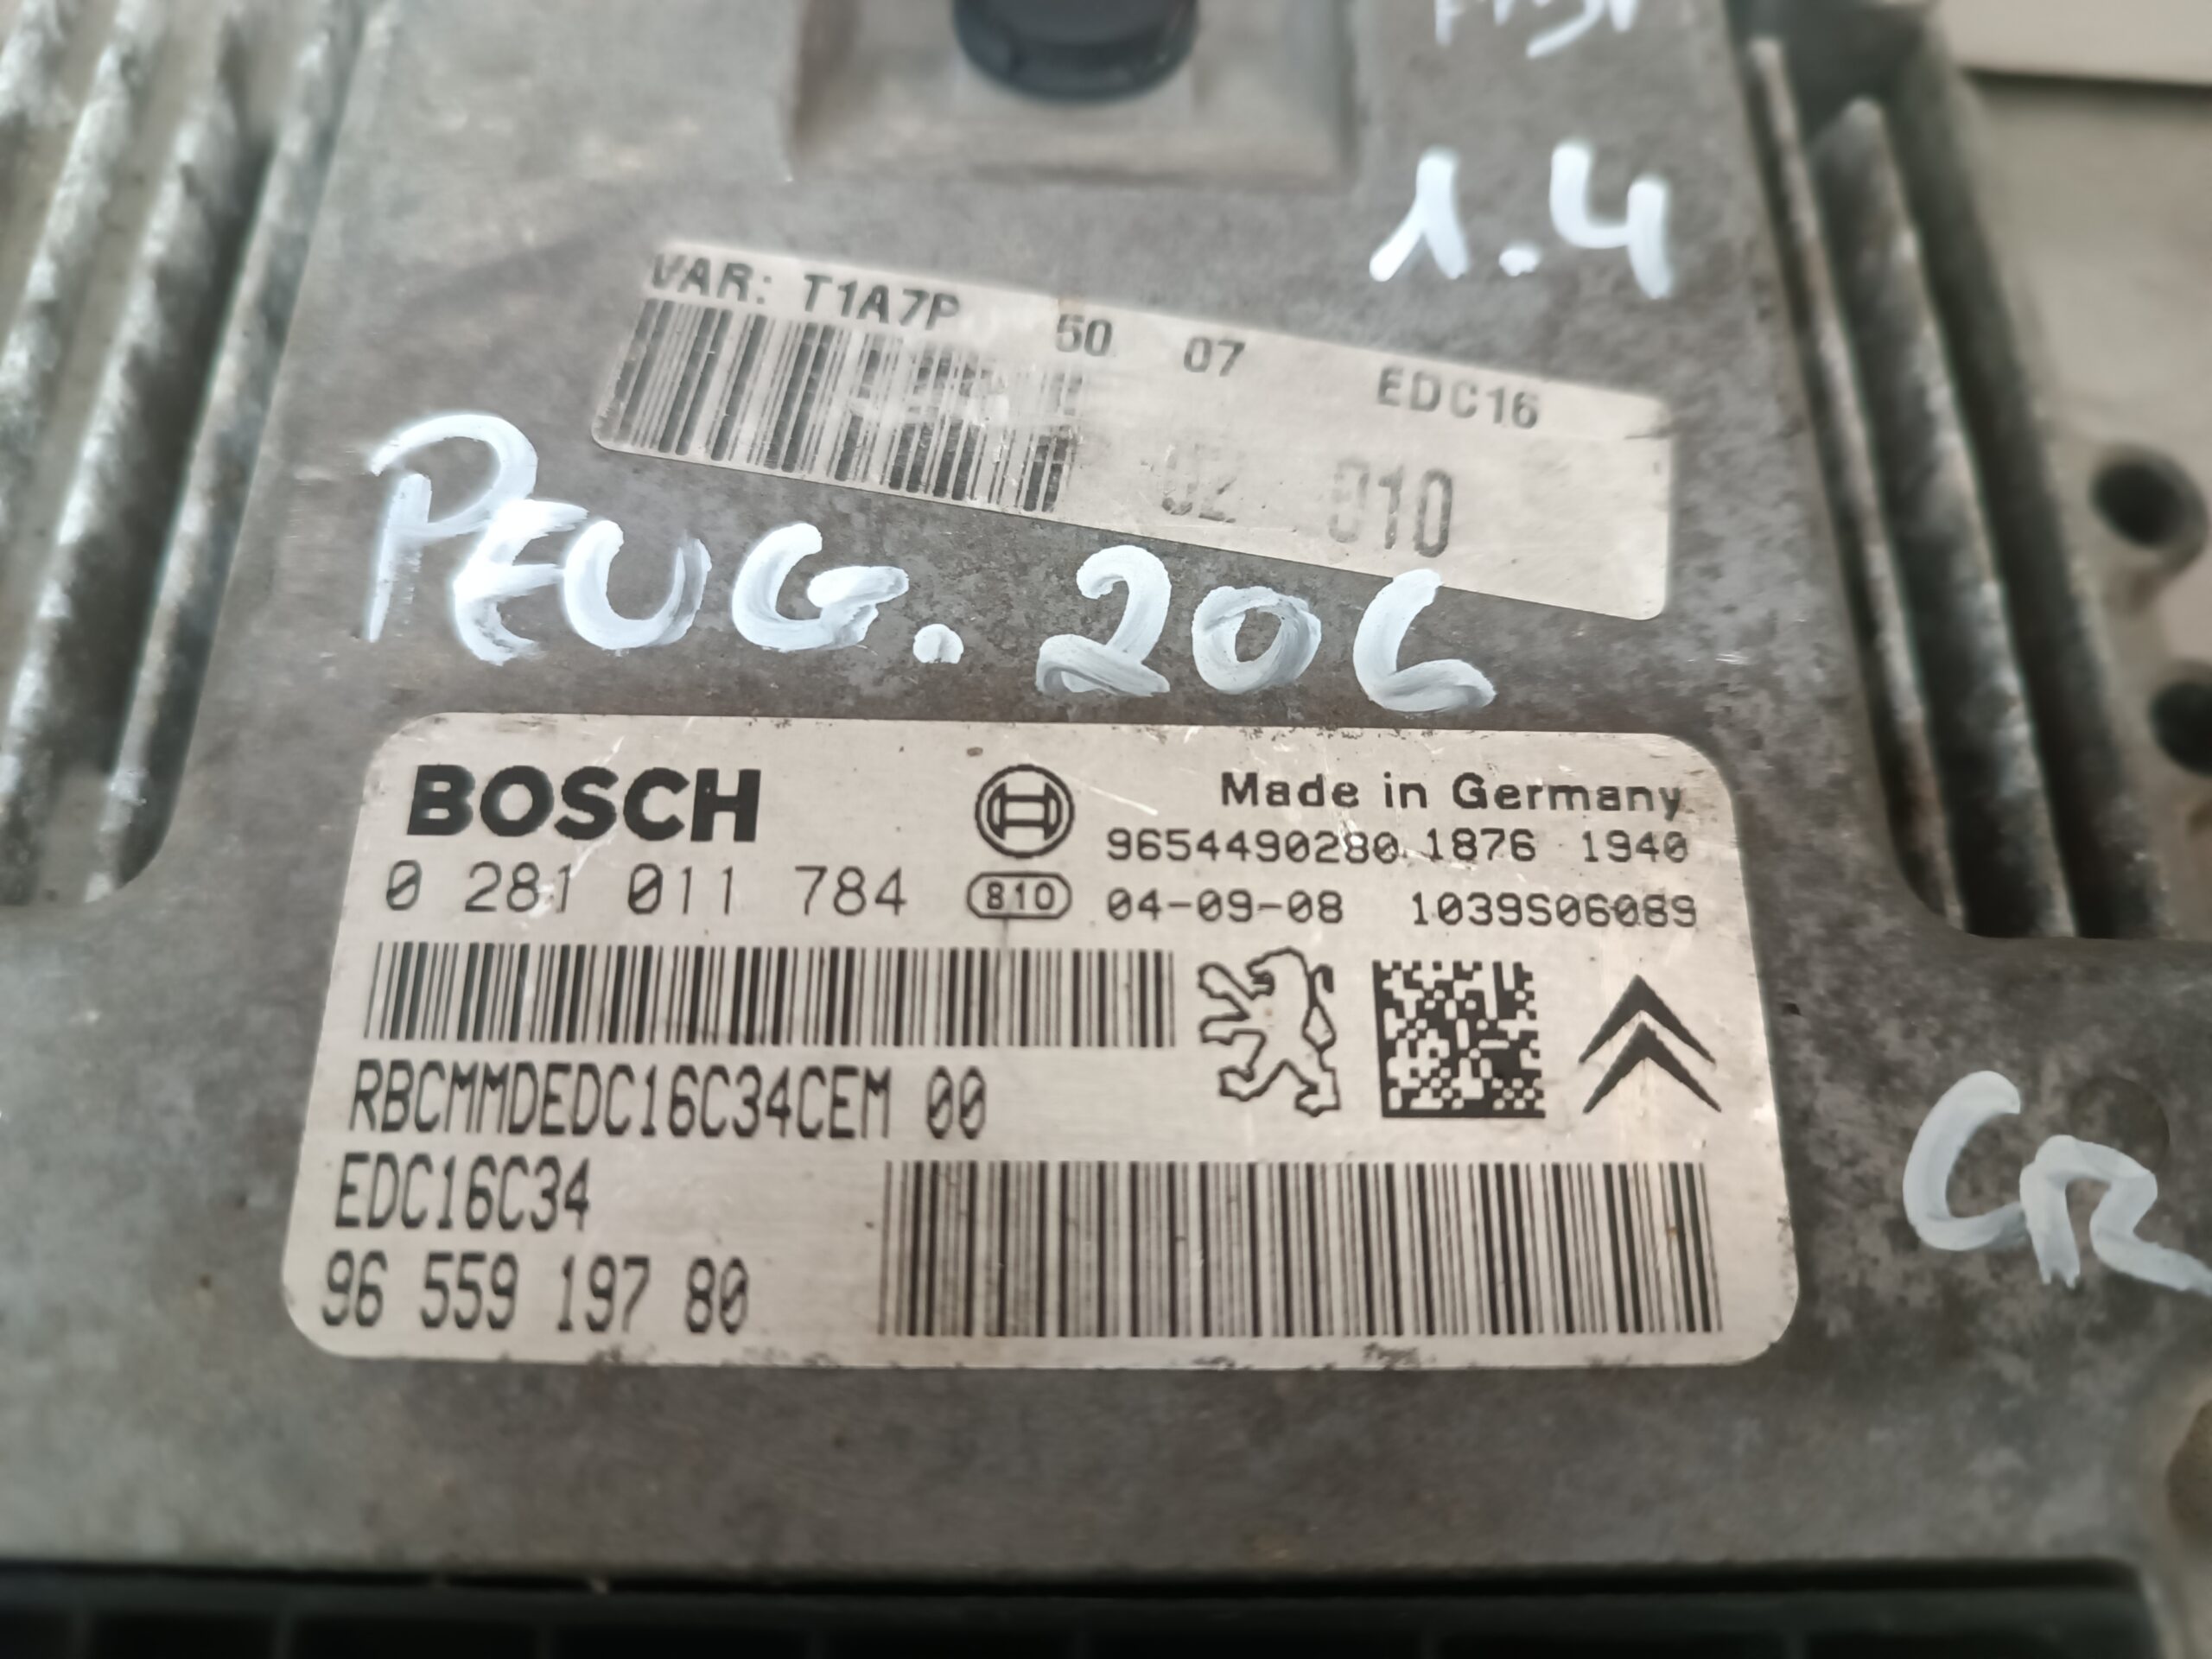 1.4
VAR: T1A7P 50 07 EDC16
010
PEUG. 206
BOSCH
Made in Germany
9654490280 1876 1940
0 281 011 784
810
04-09-08 1039S06089
RBCMMDEDC16C34CEM 00
EDC16C34
96 559 197 80
CR